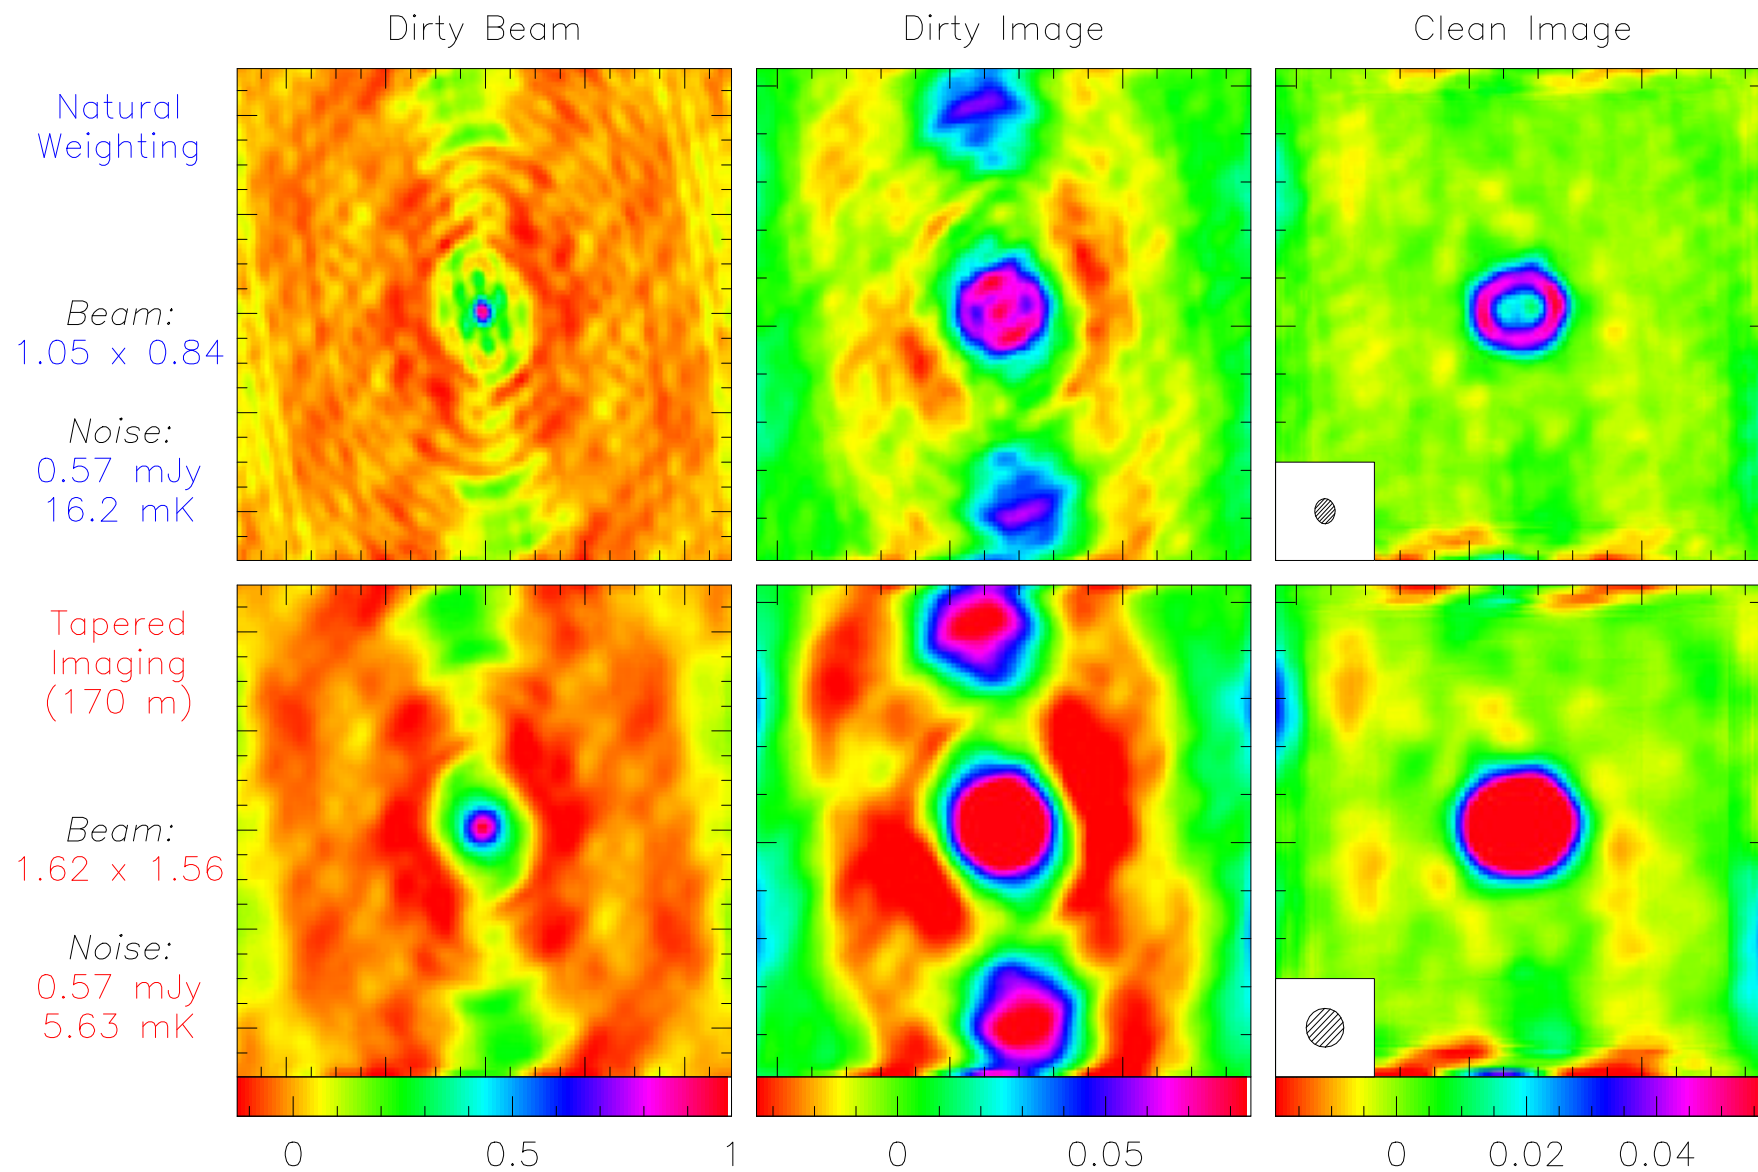 Dirty Beam
Dirty Image
Clean Image
Natural
Weighting
Beam:
1.05 x 0.84
Noise:
0.57 mJy
16.2 mK
Tapered
Imaging
(170 m)
Beam:
1.62 x 1.56
Noise:
0.57 mJy
5.63 mK
0 0.5 1
0 0.05
0 0.02 0.04